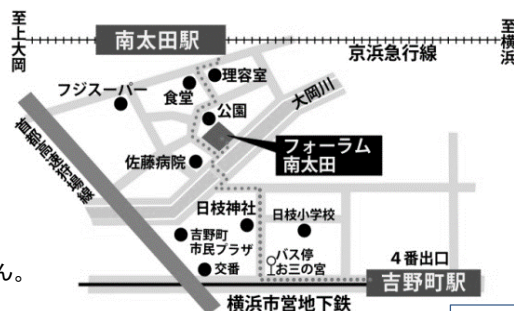 至上大岡
南太田駅
至横浜
京浜急行線
フジスーパー
食堂
理容室
公園
大岡川
首都高速狩場線
フォーラム
南太田
佐藤病院
日枝神社
日枝小学校
吉野町
市民プラザ
バス停
お三の宮
交番
4番出口
吉野町駅
横浜市営地下鉄
ん。